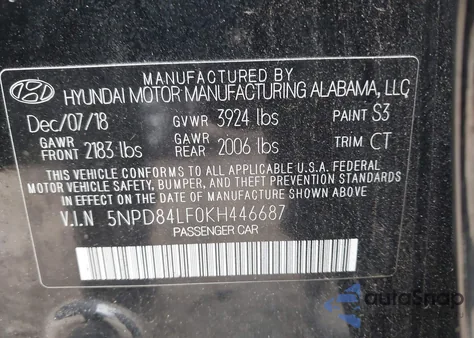 MANUFACTURED BY
HYUNDAI MOTOR MANUFACTURING ALABAMA, LLC
Dec/07/18 GVWR 3924 lbs PAINT S3
GAWR FRONT 2183 lbs GAWR REAR 2006 lbs TRIM CT
THIS VEHICLE CONFORMS TO ALL APPLICABLE U.S.A. FEDERAL
MOTOR VEHICLE SAFETY, BUMPER, AND THEFT PREVENTION
STANDARDS IN EFFECT ON THE DATE OF MANUFACTURE SHOWN ABOVE.
V.I.N 5NPD84LF0KH446687
PASSENGER CAR
autoSnap